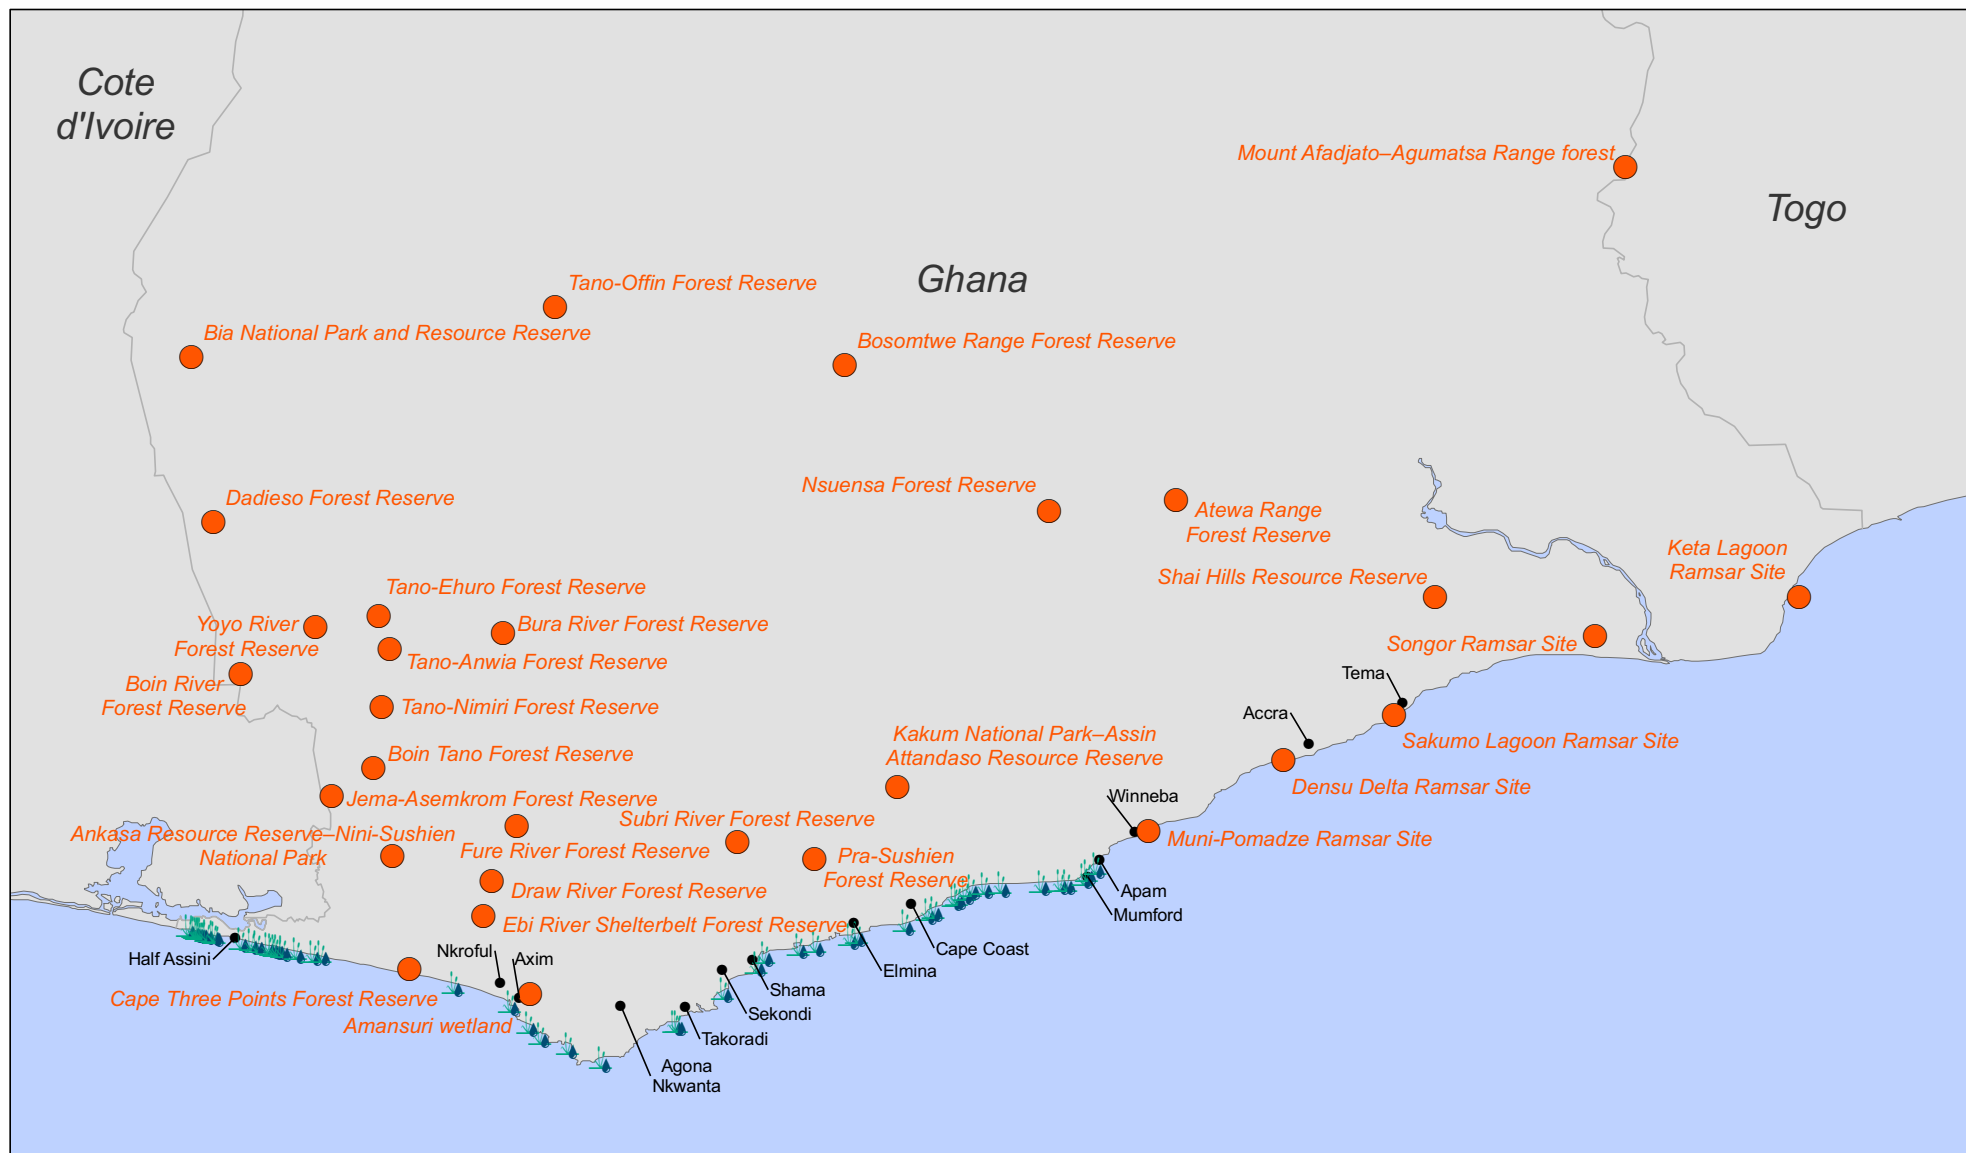 Cote
d'Ivoire
Mount Afadjato–Agumatsa Range forest
Togo
Ghana
Tano-Offin Forest Reserve
Bia National Park and Resource Reserve
Bosomtwe Range Forest Reserve
Dadieso Forest Reserve
Nsuensa Forest Reserve
Atewa Range
Forest Reserve
Keta Lagoon
Ramsar Site
Shai Hills Resource Reserve
Tano-Ehuro Forest Reserve
Yoyo River
Forest Reserve
Bura River Forest Reserve
Tano-Anwia Forest Reserve
Songor Ramsar Site
Boin River
Forest Reserve
Tema
Tano-Nimiri Forest Reserve
Accra
Kakum National Park–Assin
Attandaso Resource Reserve
Sakumo Lagoon Ramsar Site
Boin Tano Forest Reserve
Densu Delta Ramsar Site
Jema-Asemkrom Forest Reserve
Winneba
Subri River Forest Reserve
Ankasa Resource Reserve–Nini-Sushien
National Park
Muni-Pomadze Ramsar Site
Fure River Forest Reserve
Pra-Sushien
Forest Reserve
Draw River Forest Reserve
Apam
Mumford
Ebi River Shelterbelt Forest Reserve
Cape Coast
Nkroful
Axim
Half Assini
Elmina
Shama
Cape Three Points Forest Reserve
Sekondi
Amansuri wetland
Takoradi
Agona
Nkwanta